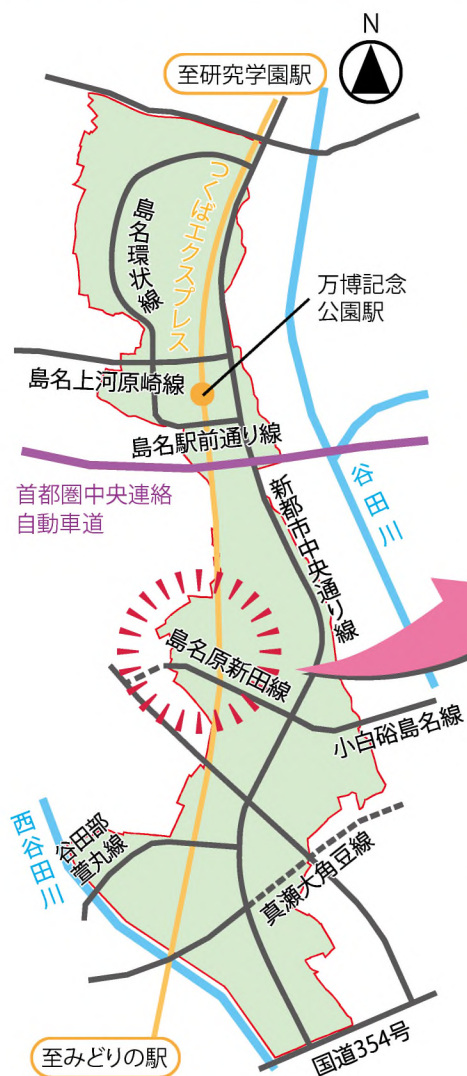 N
至研究学園駅
つくばエクスプレス
島名環状線
万博記念
公園駅
島名上河原崎線
島名駅前通り線
首都圏中央連絡
自動車道
谷田川
新都市中央通り線
島名原新田線
小白硲島名線
西谷田川
谷田部
萱丸線
真瀬大角豆線
至みどりの駅
国道354号